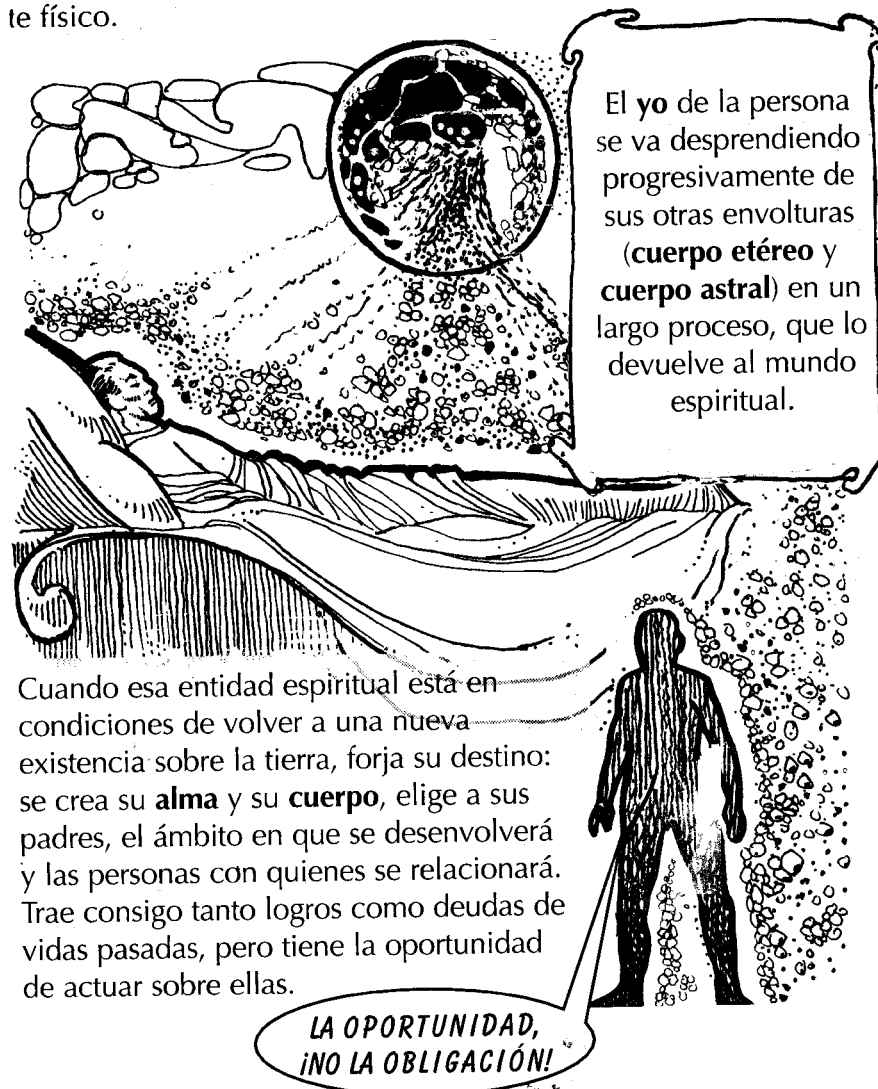 te físico.
El yo de la persona
se va desprendiendo
progresivamente de
sus otras envolturas
(cuerpo etéreo y
cuerpo astral) en un
largo proceso, que lo
devuelve al mundo
espiritual.
Cuando esa entidad espiritual está en
condiciones de volver a una nueva
existencia sobre la tierra, forja su destino:
se crea su alma y su cuerpo, elige a sus
padres, el ámbito en que se desenvolverá
y las personas con quienes se relacionará.
Trae consigo tanto logros como deudas de
vidas pasadas, pero tiene la oportunidad
de actuar sobre ellas.
LA OPORTUNIDAD,
¡NO LA OBLIGACIÓN!